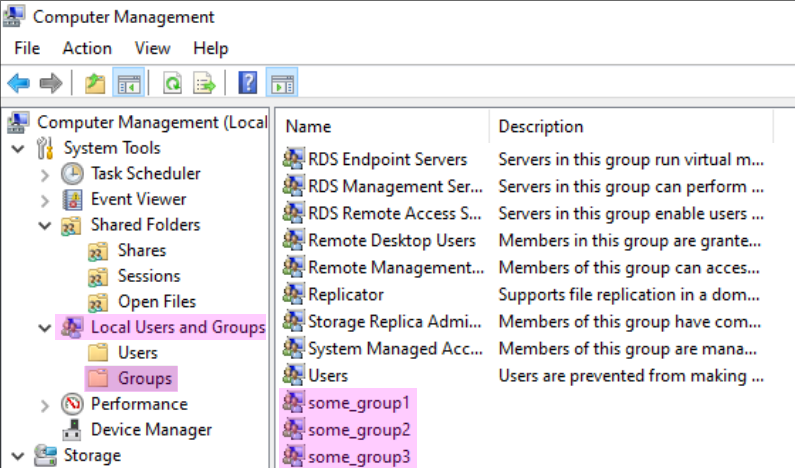 Computer Management
File Action View Help
Computer Management (Local
System Tools
Task Scheduler
Event Viewer
Shared Folders
Shares
Sessions
Open Files
Local Users and Groups
Users
Groups
Performance
Device Manager
Storage
Name Description
RDS Endpoint Servers Servers in this group run virtual m...
RDS Management Ser... Servers in this group can perform ...
RDS Remote Access S... Servers in this group enable users ...
Remote Desktop Users Members in this group are grante...
Remote Management... Members of this group can acces...
Replicator Supports file replication in a dom...
Storage Replica Admi... Members of this group have com...
System Managed Acc... Members of this group are mana...
Users Users are prevented from making ...
some_group1
some_group2
some_group3